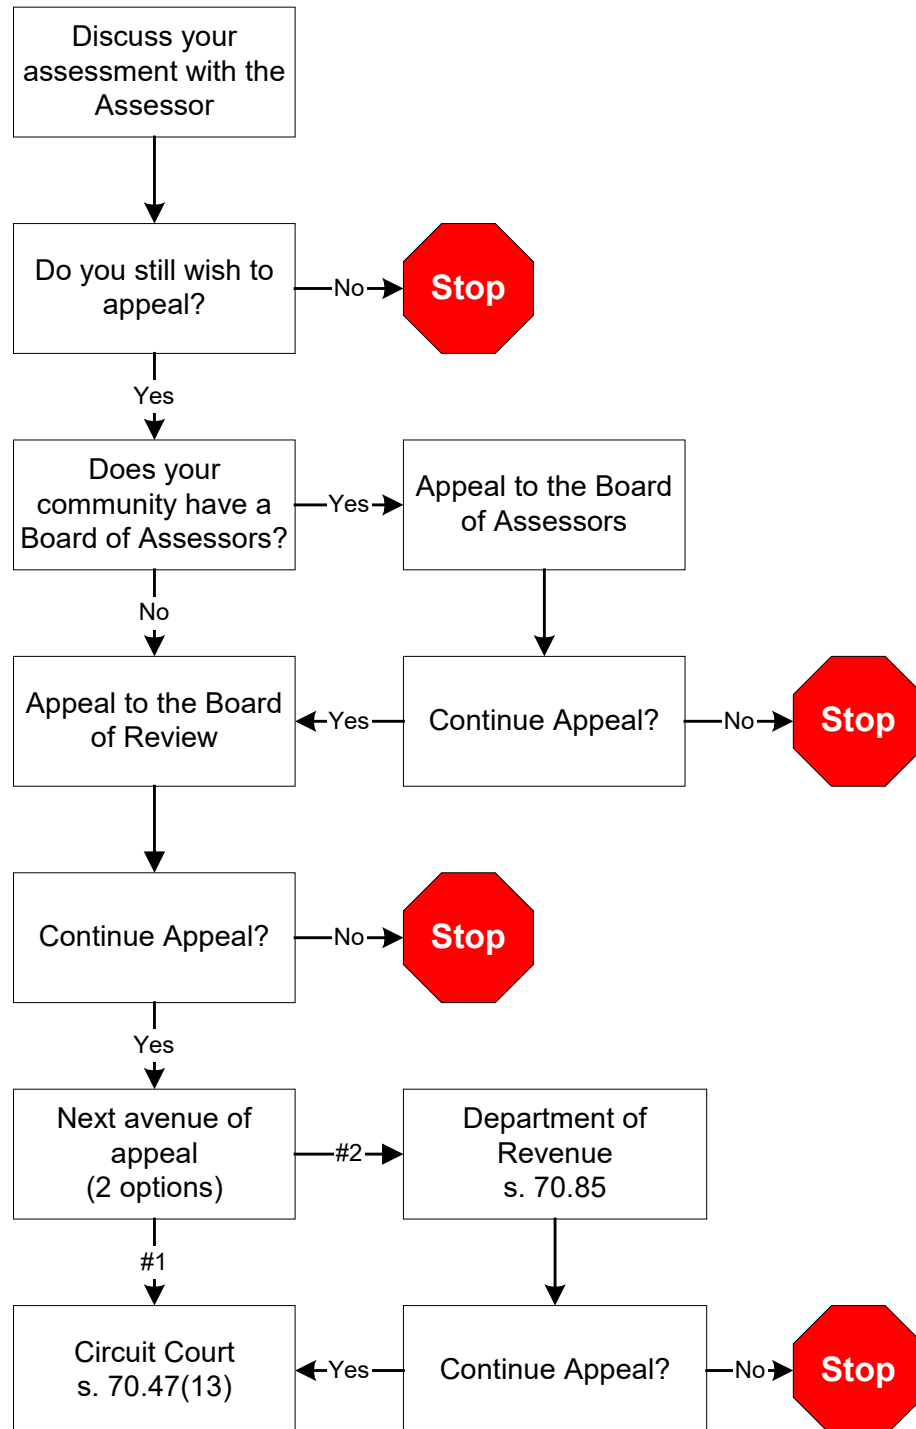 Discuss your
assessment with the
Assessor
Do you still wish to
appeal?
No
Stop
Yes
Does your
community have a
Board of Assessors?
Yes
Appeal to the Board
of Assessors
No
Appeal to the Board
of Review
Yes
Continue Appeal?
No
Stop
Continue Appeal?
No
Stop
Yes
Next avenue of
appeal
(2 options)
#2
Department of
Revenue
s. 70.85
#1
Circuit Court
s. 70.47(13)
Yes
Continue Appeal?
No
Stop